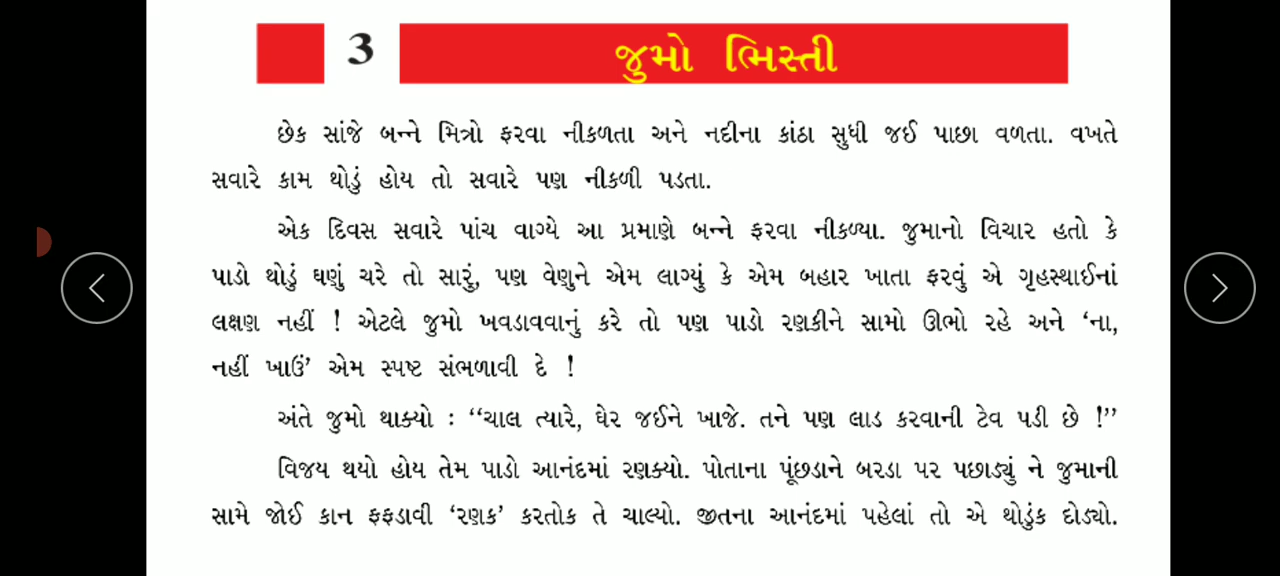 3 જુમો ભિસ્તી
છેક સાંજે બન્ને મિત્રો ફરવા નીકળતા અને નદીના કાંઠા સુધી જઈ પાછા વળતા. વખતે
સવારે કામ થોડું હોય તો સવારે પણ નીકળી પડતા.
એક દિવસ સવારે પાંચ વાગ્યે આ પ્રમાણે બન્ને ફરવા નીકળ્યા. જુમાનો વિચાર હતો કે
પાડો થોડું ઘણું ચરે તો સારું, પણ વેણુને એમ લાગ્યું કે એમ બહાર ખાતા ફરવું એ ગૃહસ્થાઈનાં
લક્ષણ નહીં ! એટલે જુમો ખવડાવવાનું કરે તો પણ પાડો રણકીને સામો ઊભો રહે અને ‘ના,
નહીં ખાઉં’ એમ સ્પષ્ટ સંભળાવી દે !
અંતે જુમો થાક્યો : ‘‘ચાલ ત્યારે, ઘેર જઈને ખાજે. તને પણ લાડ કરવાની ટેવ પડી છે !’’
વિજય થયો હોય તેમ પાડો આનંદમાં રણક્યો. પોતાના પૂંછડાને બરડા પર પછાડ્યું ને જુમાની
સામે જોઈ કાન ફફડાવી ‘રણક’ કરતોક તે ચાલ્યો. જીતના આનંદમાં પહેલાં તો એ થોડુંક દોડ્યો.